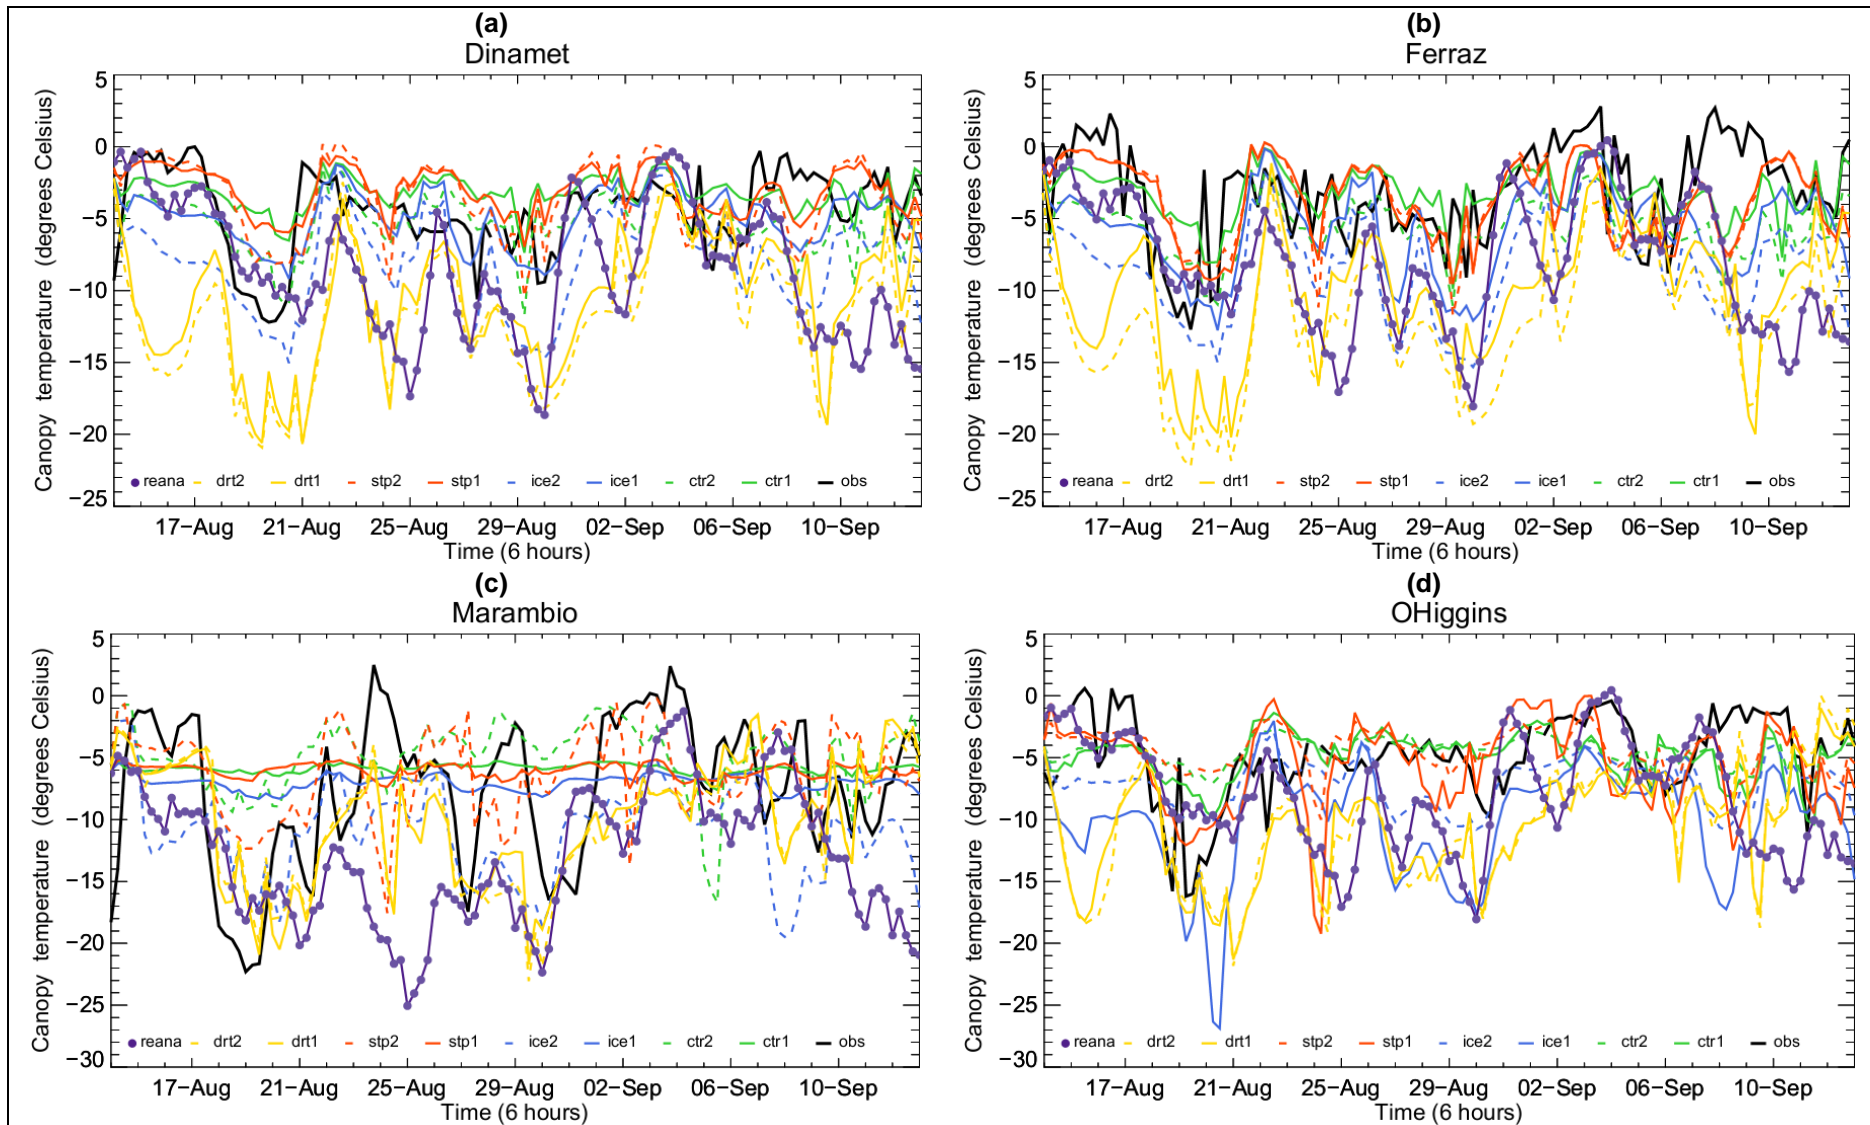 (a)
Dinamet
Canopy temperature (degrees Celsius)
5
0
−5
−10
−15
−20
−25
reana drt2 drt1 stp2 stp1 ice2 ice1 ctr2 ctr1 obs
17−Aug 21−Aug 25−Aug 29−Aug 02−Sep 06−Sep 10−Sep
Time (6 hours)
(b)
Ferraz
Canopy temperature (degrees Celsius)
5
0
−5
−10
−15
−20
−25
reana drt2 drt1 stp2 stp1 ice2 ice1 ctr2 ctr1 obs
17−Aug 21−Aug 25−Aug 29−Aug 02−Sep 06−Sep 10−Sep
Time (6 hours)
(c)
Marambio
Canopy temperature (degrees Celsius)
5
0
−5
−10
−15
−20
−25
−30
reana drt2 drt1 stp2 stp1 ice2 ice1 ctr2 ctr1 obs
17−Aug 21−Aug 25−Aug 29−Aug 02−Sep 06−Sep 10−Sep
Time (6 hours)
(d)
OHiggins
Canopy temperature (degrees Celsius)
5
0
−5
−10
−15
−20
−25
−30
reana drt2 drt1 stp2 stp1 ice2 ice1 ctr2 ctr1 obs
17−Aug 21−Aug 25−Aug 29−Aug 02−Sep 06−Sep 10−Sep
Time (6 hours)